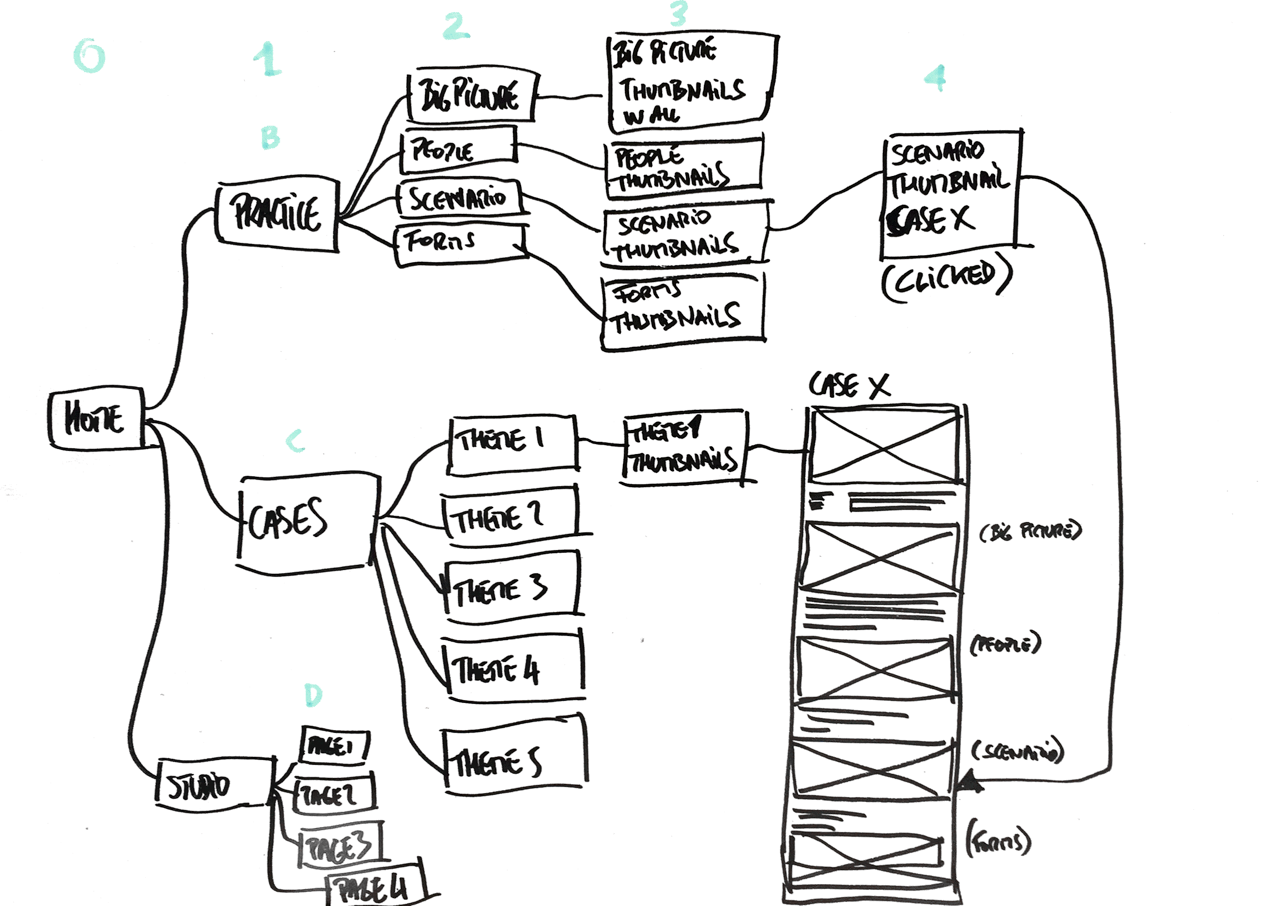 0
1
2
3
4
B
BIG PICTURE
BIG PICTURE
THUMBNAILS
WALL
PEOPLE
PEOPLE
THUMBNAILS
PRACTICE
SCENARIO
SCENARIO
THUMBNAILS
SCENARIO
THUMBNAIL
CASE X
(CLICKED)
FORMS
FORMS
THUMBNAILS
HOME
C
CASES
THEME 1
THEME 1
THUMBNAILS
THEME 2
THEME 3
THEME 4
THEME 5
CASE X
(BIG PICTURE)
(PEOPLE)
(SCENARIO)
(FORMS)
D
STUDIO
PAGE 1
PAGE 2
PAGE 3
PAGE 4